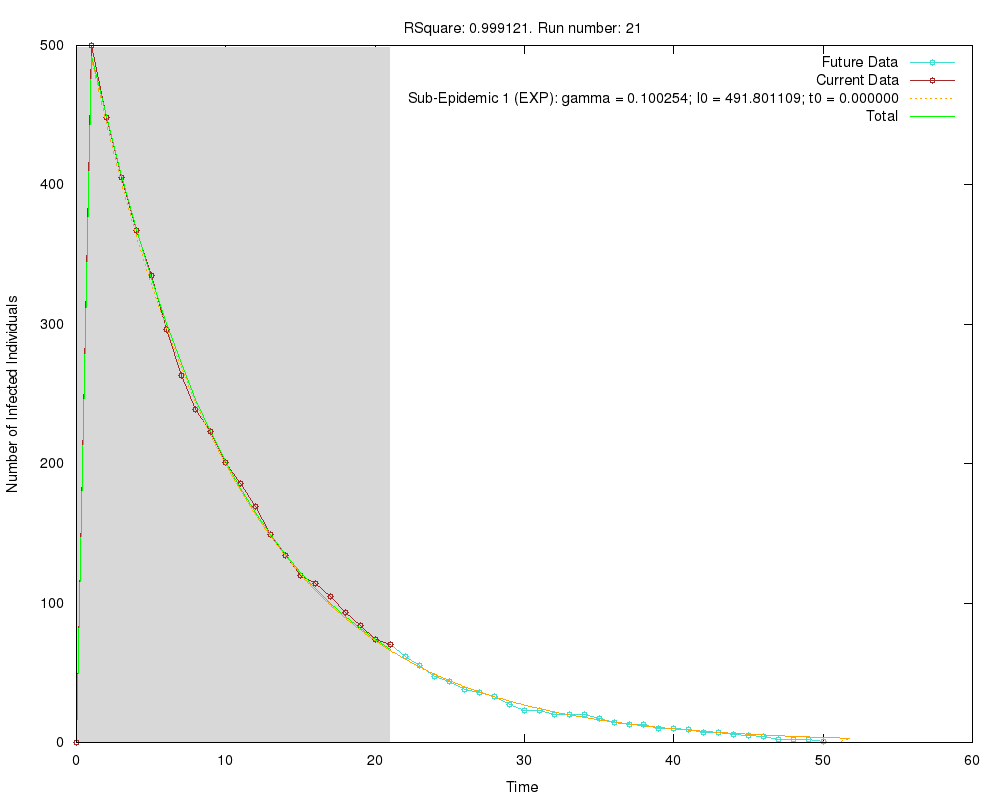 RSquare: 0.999121. Run number: 21
Future Data
Current Data
Sub-Epidemic 1 (EXP): gamma = 0.100254; I0 = 491.801109; t0 = 0.000000
Total
Number of Infected Individuals
500
400
300
200
100
0
0 10 20 30 40 50 60
Time